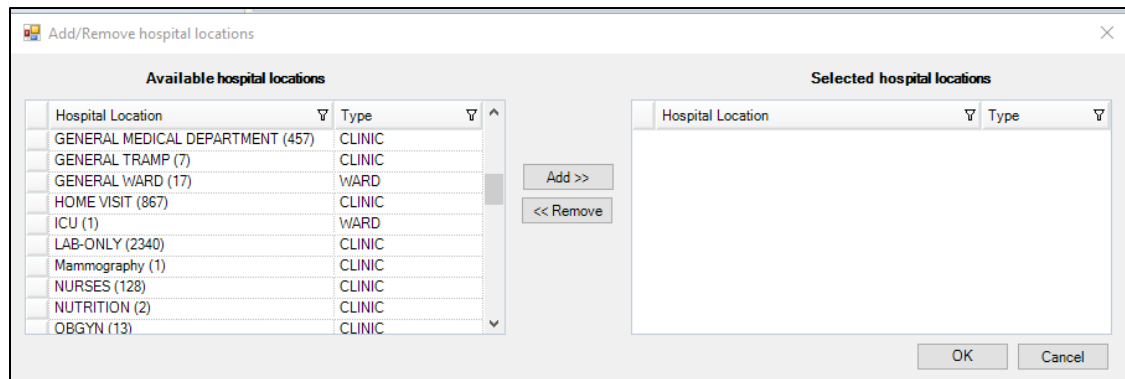 Add/Remove hospital locations
Available hospital locations
Hospital Location Type
GENERAL MEDICAL DEPARTMENT (457) CLINIC
GENERAL TRAMP (7) CLINIC
GENERAL WARD (17) WARD
HOME VISIT (867) CLINIC
ICU (1) WARD
LAB-ONLY (2340) CLINIC
Mammography (1) CLINIC
NURSES (128) CLINIC
NUTRITION (2) CLINIC
OBGYN (13) CLINIC
Add >>
<< Remove
Selected hospital locations
Hospital Location Type
OK Cancel